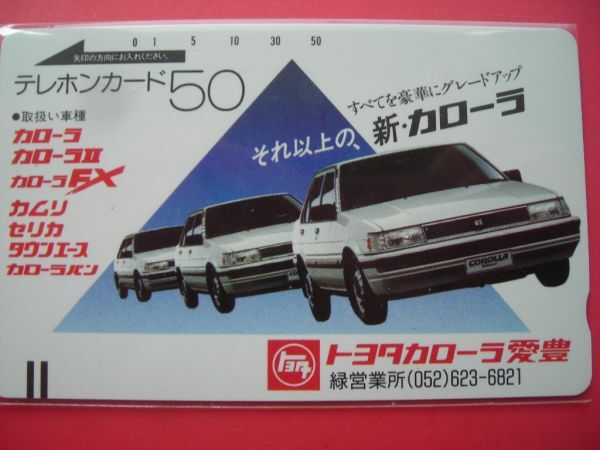 0 1 5 10 30 50
矢印の方向にお入れください。
テレホンカード50
●取扱い車種
カローラ
カローラII
カローラFX
カムリ
セリカ
タウンエース
カローラバン
すべてを豪華にグレードアップ
それ以上の、新・カローラ
COROLLA
トヨタ
トヨタカローラ愛豊
緑営業所(052)623-6821